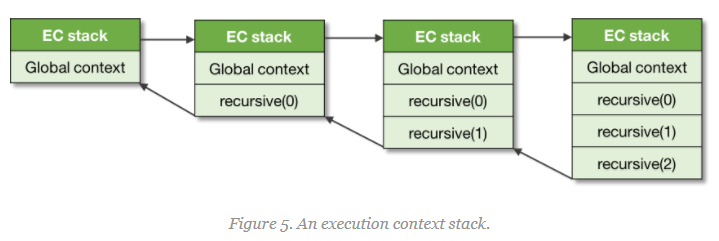 EC stack
Global context
EC stack
Global context
recursive(0)
EC stack
Global context
recursive(0)
recursive(1)
EC stack
Global context
recursive(0)
recursive(1)
recursive(2)
Figure 5. An execution context stack.